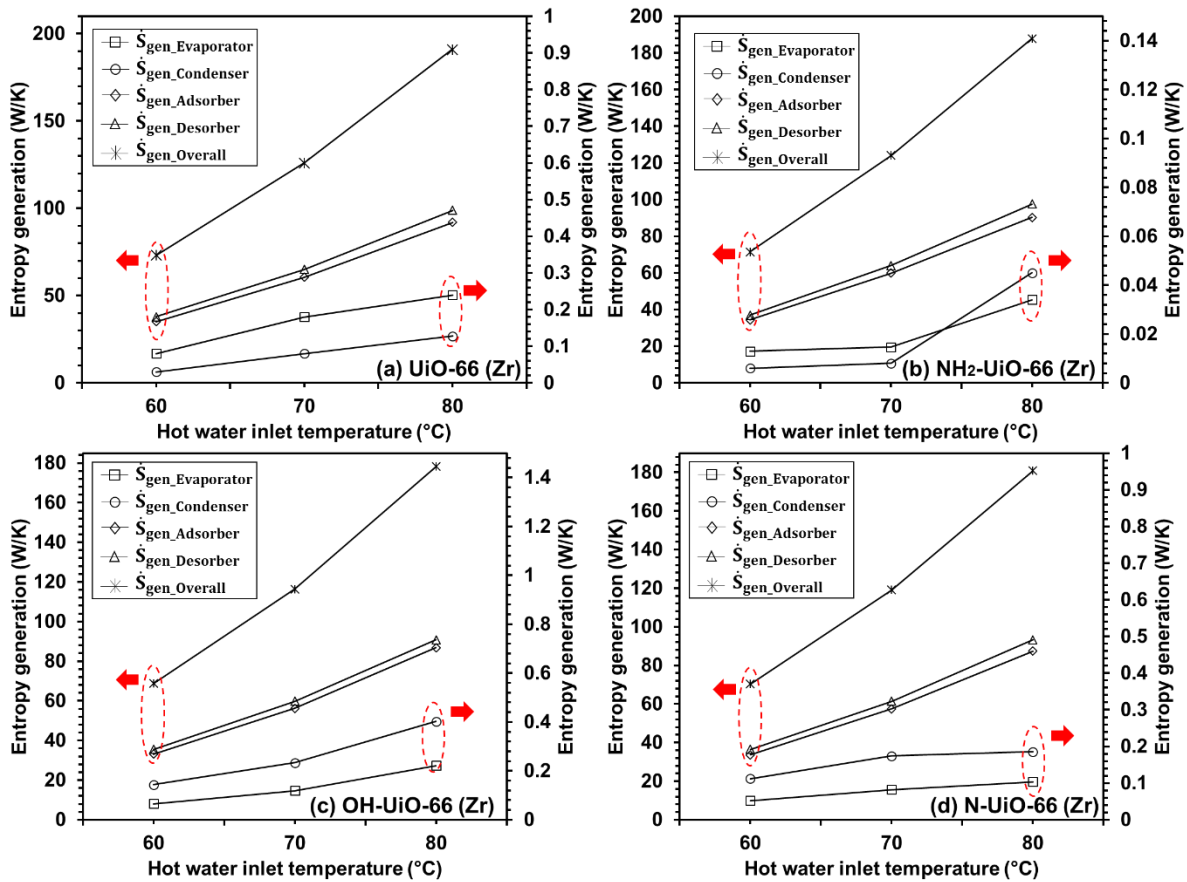 Entropy generation (W/K)
200
150
100
50
0
Ṡgen_Evaporator
Ṡgen_Condenser
Ṡgen_Adsorber
Ṡgen_Desorber
Ṡgen_Overall
1
0.9
0.8
0.7
0.6
0.5
0.4
0.3
0.2
0.1
0
Entropy generation (W/K)
(a) UiO-66 (Zr)
60 70 80
Hot water inlet temperature (°C)
Entropy generation (W/K)
200
180
160
140
120
100
80
60
40
20
0
Ṡgen_Evaporator
Ṡgen_Condenser
Ṡgen_Adsorber
Ṡgen_Desorber
Ṡgen_Overall
0.14
0.12
0.1
0.08
0.06
0.04
0.02
0
Entropy generation (W/K)
(b) NH2-UiO-66 (Zr)
60 70 80
Hot water inlet temperature (°C)
Entropy generation (W/K)
180
160
140
120
100
80
60
40
20
0
Ṡgen_Evaporator
Ṡgen_Condenser
Ṡgen_Adsorber
Ṡgen_Desorber
Ṡgen_Overall
1.4
1.2
1
0.8
0.6
0.4
0.2
0
Entropy generation (W/K)
(c) OH-UiO-66 (Zr)
60 70 80
Hot water inlet temperature (°C)
Entropy generation (W/K)
180
160
140
120
100
80
60
40
20
0
Ṡgen_Evaporator
Ṡgen_Condenser
Ṡgen_Adsorber
Ṡgen_Desorber
Ṡgen_Overall
1
0.9
0.8
0.7
0.6
0.5
0.4
0.3
0.2
0.1
0
Entropy generation (W/K)
(d) N-UiO-66 (Zr)
60 70 80
Hot water inlet temperature (°C)